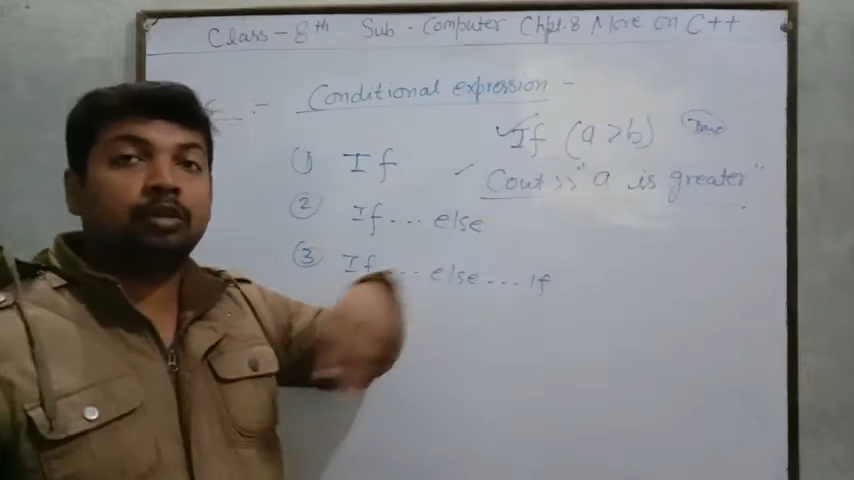 Class - 8th Sub - Computer Chpt. 8 More on C++
:- Conditional expression -
① If
② If ... else
③ If ... else ... If
✓ If (a > b) True
✓ Cout >> "a is greater"